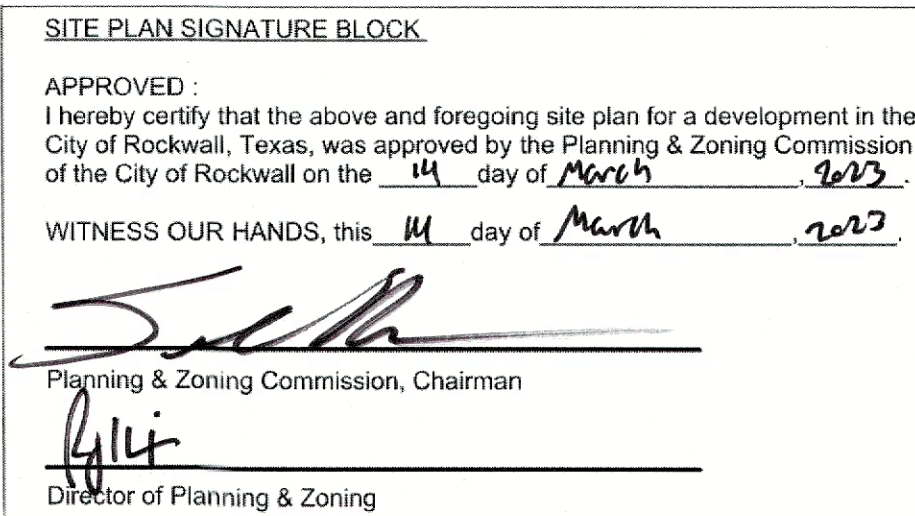 SITE PLAN SIGNATURE BLOCK
APPROVED :
I hereby certify that the above and foregoing site plan for a development in the
City of Rockwall, Texas, was approved by the Planning & Zoning Commission
of the City of Rockwall on the 14 day of March, 2023.
WITNESS OUR HANDS, this 14 day of March, 2023.
Planning & Zoning Commission, Chairman
Director of Planning & Zoning